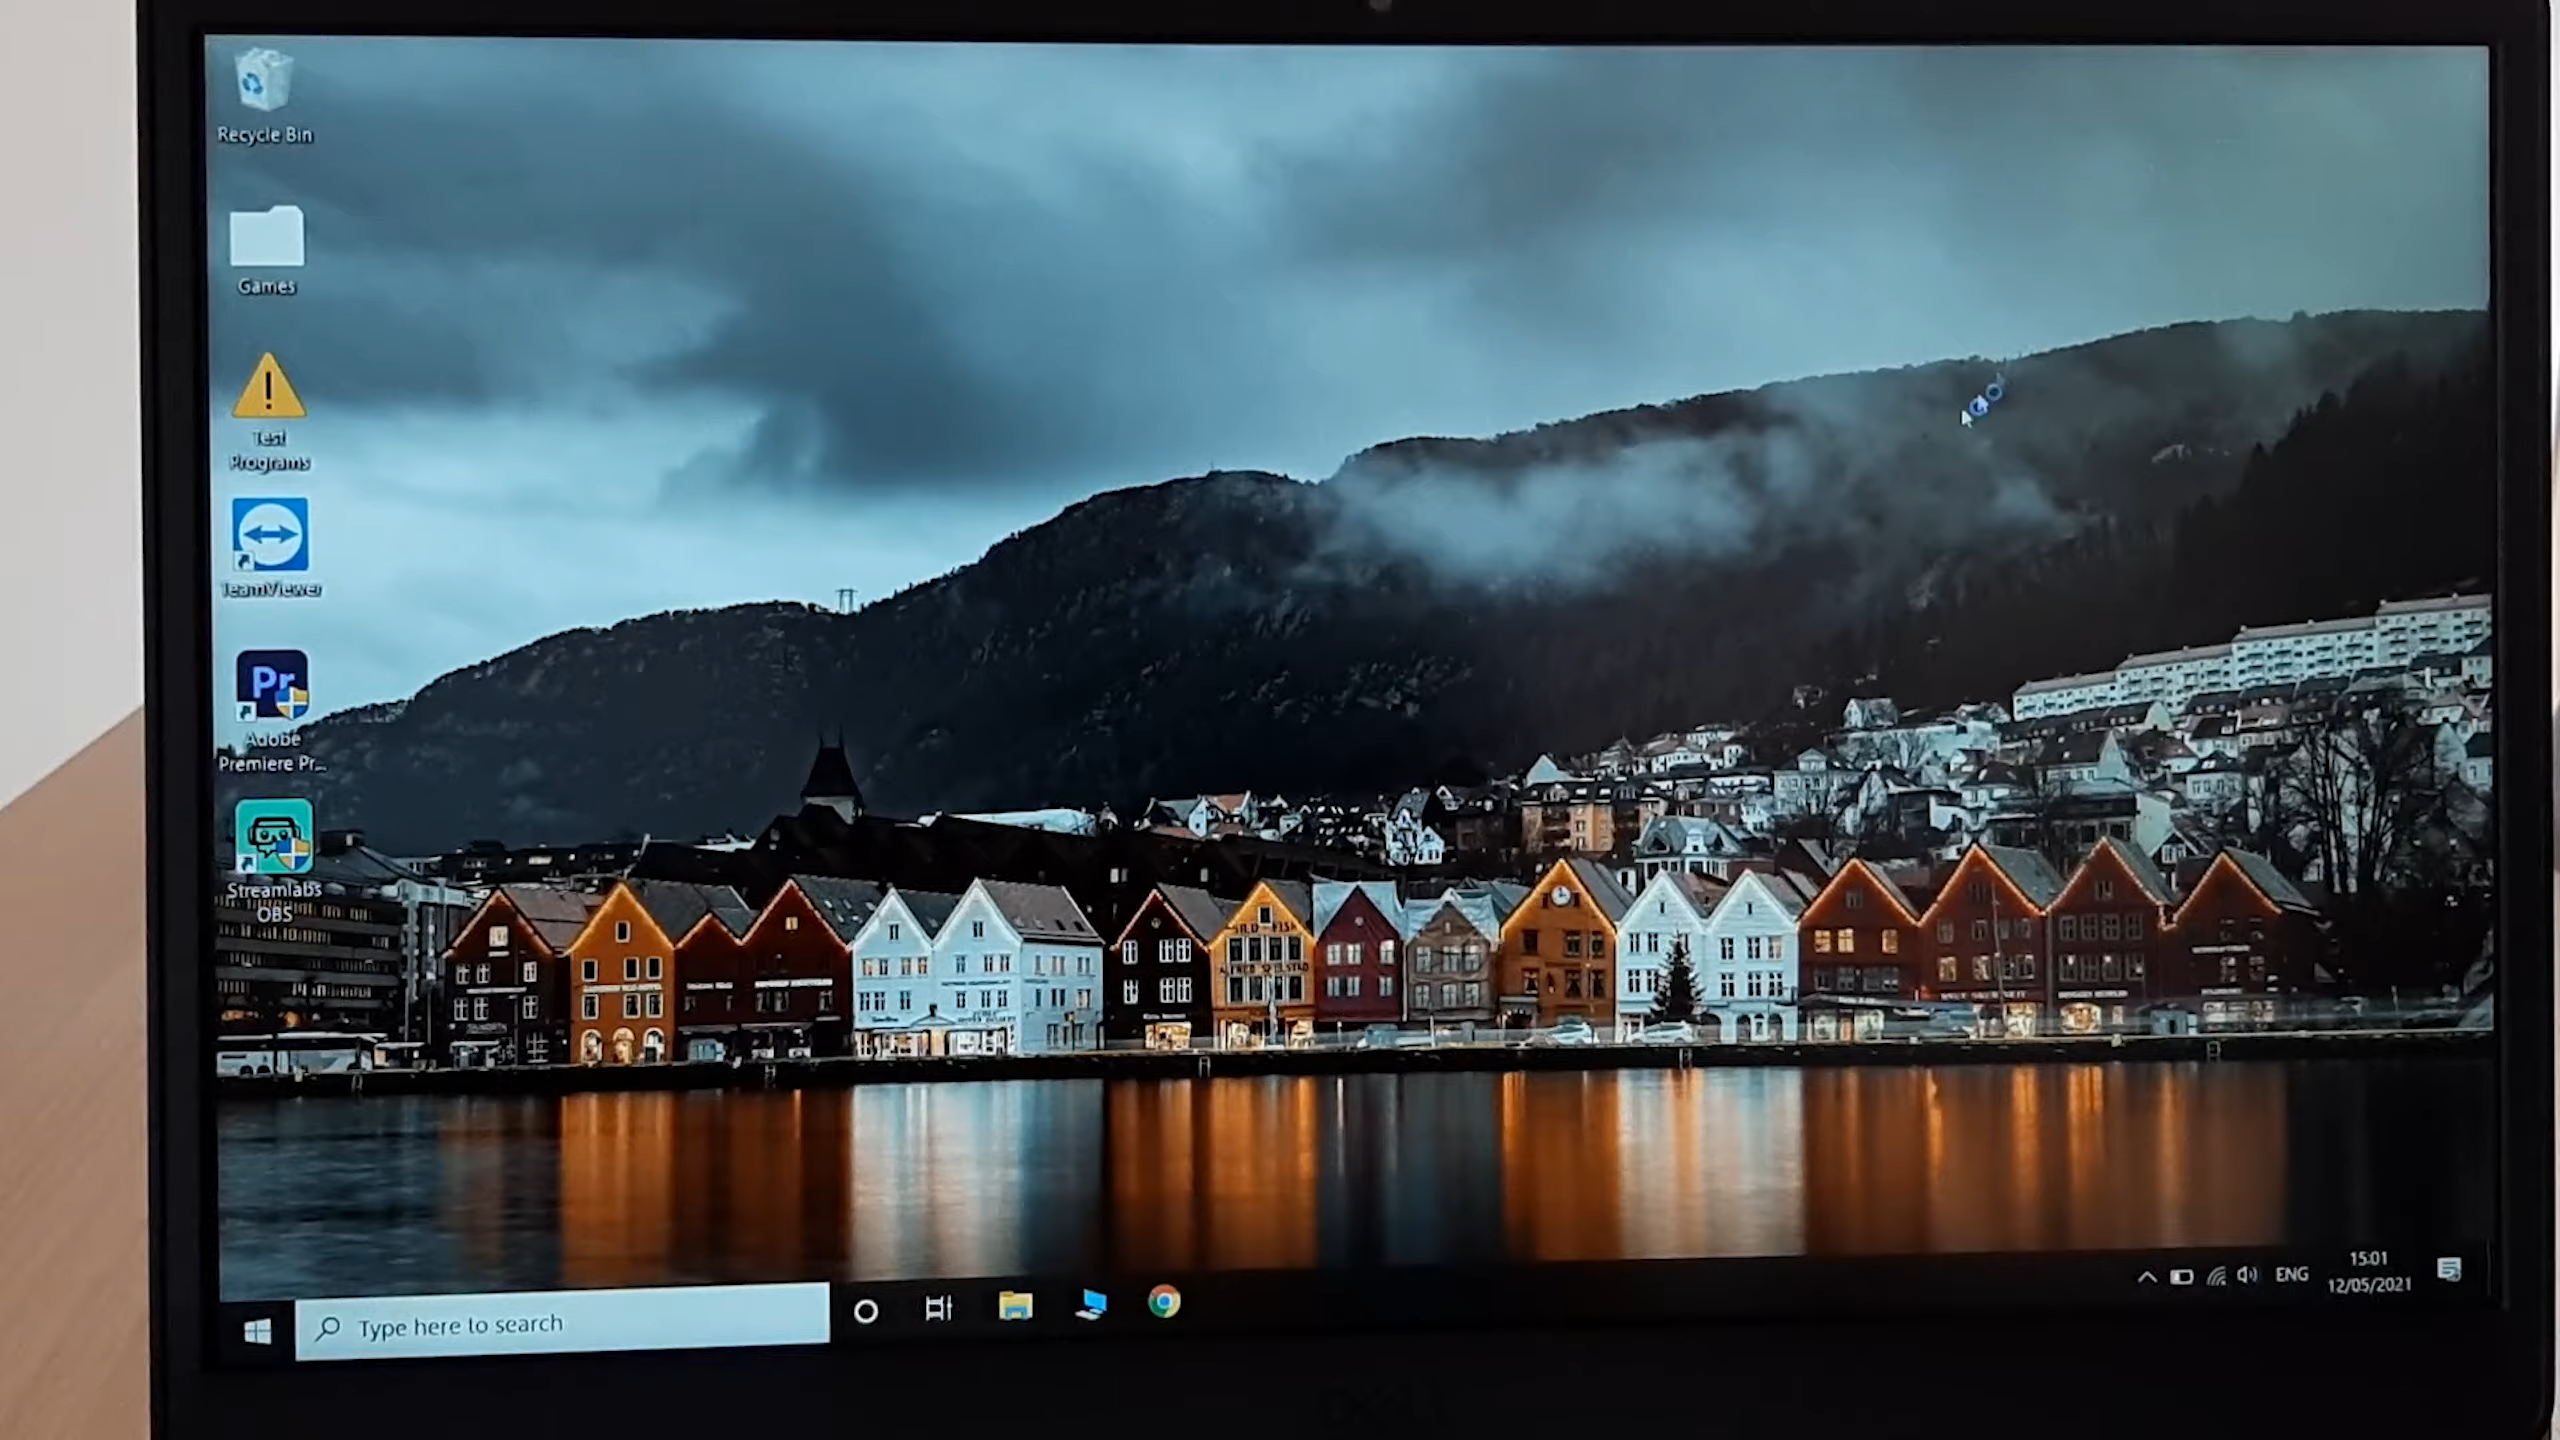 Recycle Bin
Games
Test
Programs
TeamViewer
Pr
Adobe
Premiere Pr...
Streamlabs
OBS
Type here to search
ENG
15:01
12/05/2021